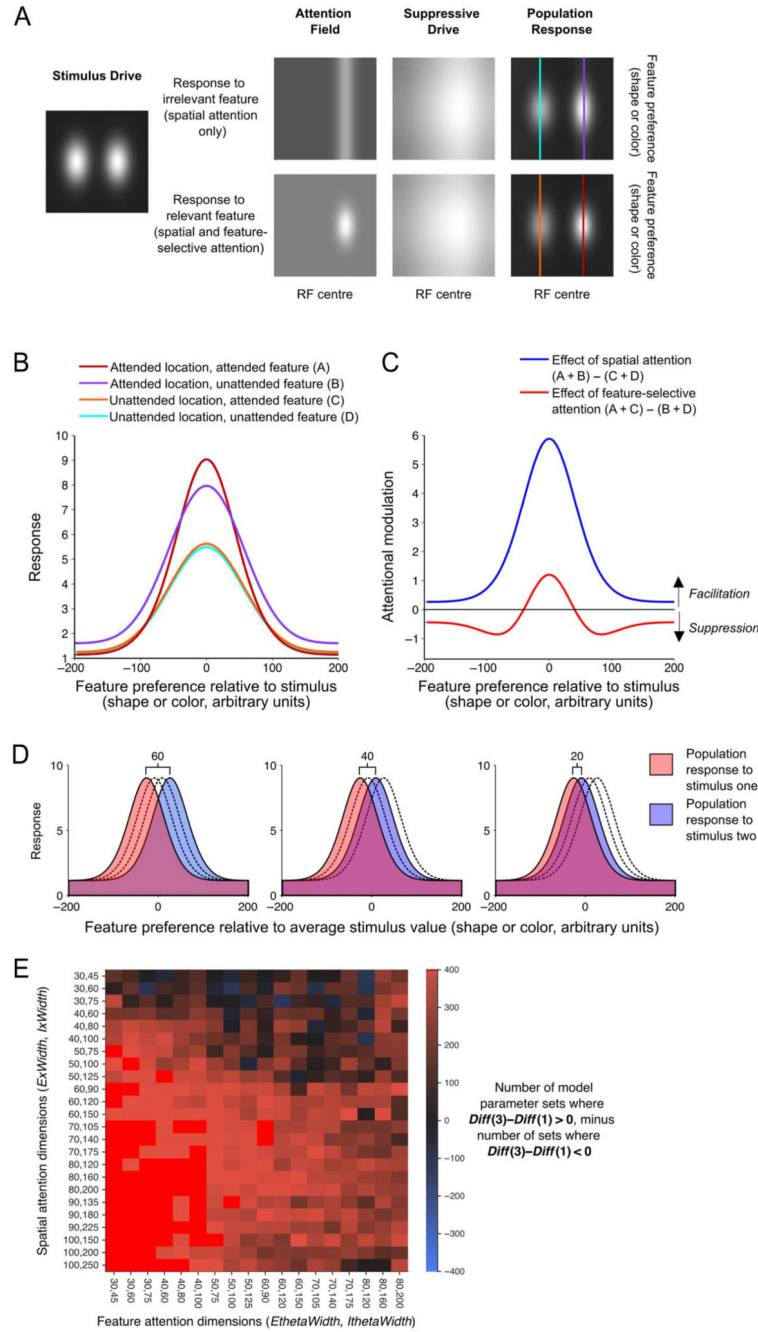 A
Attention
Field
Suppressive
Drive
Population
Response
Stimulus Drive
Response to
irrelevant feature
(spatial attention
only)
Feature preference
(shape or color)
Response to
relevant feature
(spatial and feature-
selective attention)
Feature preference
(shape or color)
RF centre
RF centre
RF centre
B
Attended location, attended feature (A)
Attended location, unattended feature (B)
Unattended location, attended feature (C)
Unattended location, unattended feature (D)
Response
10
9
8
7
6
5
4
3
2
1
−200
−100
0
100
200
Feature preference relative to stimulus
(shape or color, arbitrary units)
C
Effect of spatial attention
(A + B) − (C + D)
Effect of feature-selective
attention (A + C) − (B + D)
Attentional modulation
6
5
4
3
2
1
0
−1
Facilitation
Suppression
−200
−100
0
100
200
Feature preference relative to stimulus
(shape or color, arbitrary units)
D
Response
10
5
0
60
−200
0
200
10
5
0
40
−200
0
200
10
5
0
20
−200
0
200
Population
response to
stimulus one
Population
response to
stimulus two
Feature preference relative to average stimulus value (shape or color, arbitrary units)
E
Spatial attention dimensions (ExWidth, IxWidth)
30,45
30,60
30,75
40,60
40,80
40,100
50,75
50,100
50,125
60,90
60,120
60,150
70,105
70,140
70,175
80,120
80,160
80,200
90,135
90,180
90,225
100,150
100,200
100,250
30,45
30,60
30,75
40,60
40,80
40,100
50,75
50,100
50,125
60,90
60,120
60,150
70,105
70,140
70,175
80,120
80,160
80,200
Feature attention dimensions (EthetaWidth, IthetaWidth)
400
300
200
100
0
−100
−200
−300
−400
Number of model
parameter sets where
Diff(3)–Diff(1) > 0, minus
number of sets where
Diff(3)–Diff(1) < 0